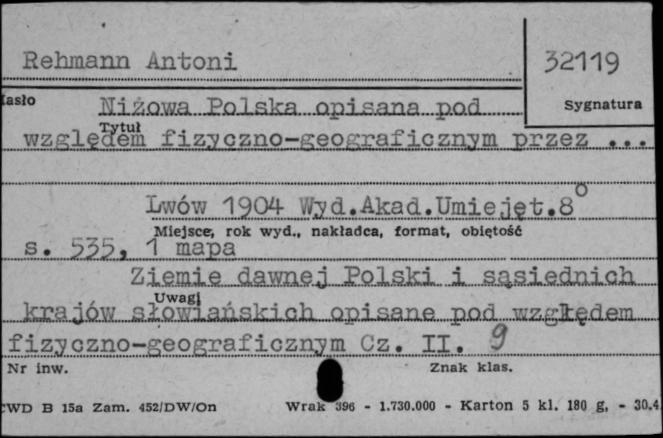 Rehmann Antoni
32119
Hasło
Niżowa Polska opisana pod
Sygnatura
Tytuł
względem fizyczno-geograficznym przez ...
Lwów 1904 Wyd.Akad.Umiejęt.8°
Miejsce, rok wyd., nakładca, format, obiętość
s. 535, 1 mapa
Ziemie dawnej Polski i sąsiednich
Uwagi
krajów słowiańskich opisane pod względem
fizyczno-geograficznym Cz. II. 9
Nr inw.
Znak klas.
CWD B 15a Zam. 452/DW/On Wrak 396 - 1.730.000 - Karton 5 kl. 180 g, - 30.4